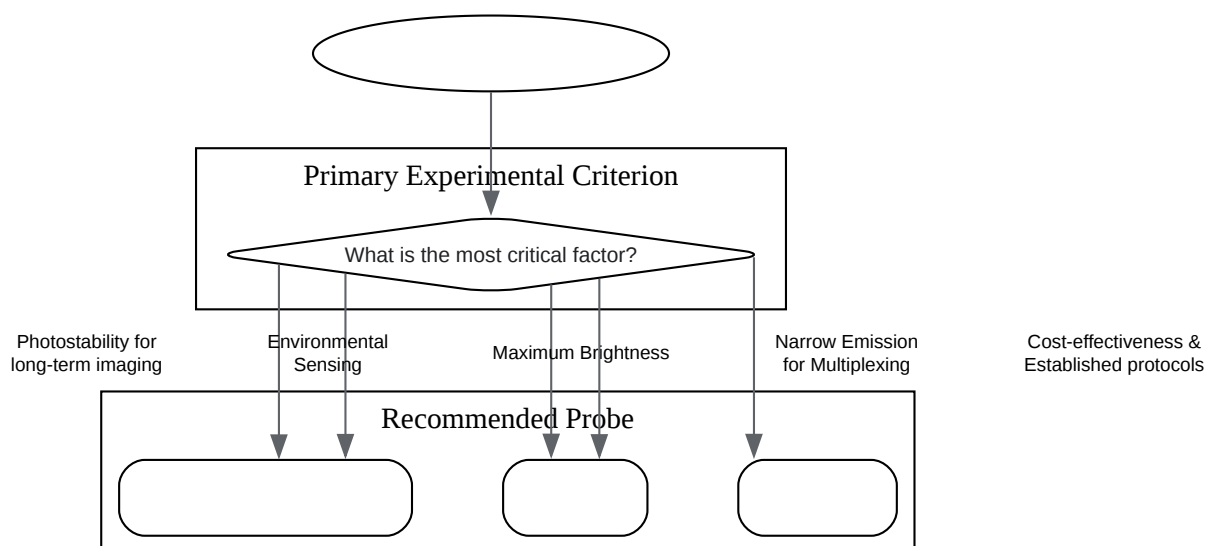 Primary Experimental Criterion
What is the most critical factor?
Photostability for
long-term imaging
Environmental
Sensing
Maximum Brightness
Narrow Emission
for Multiplexing
Cost-effectiveness &
Established protocols
Recommended Probe